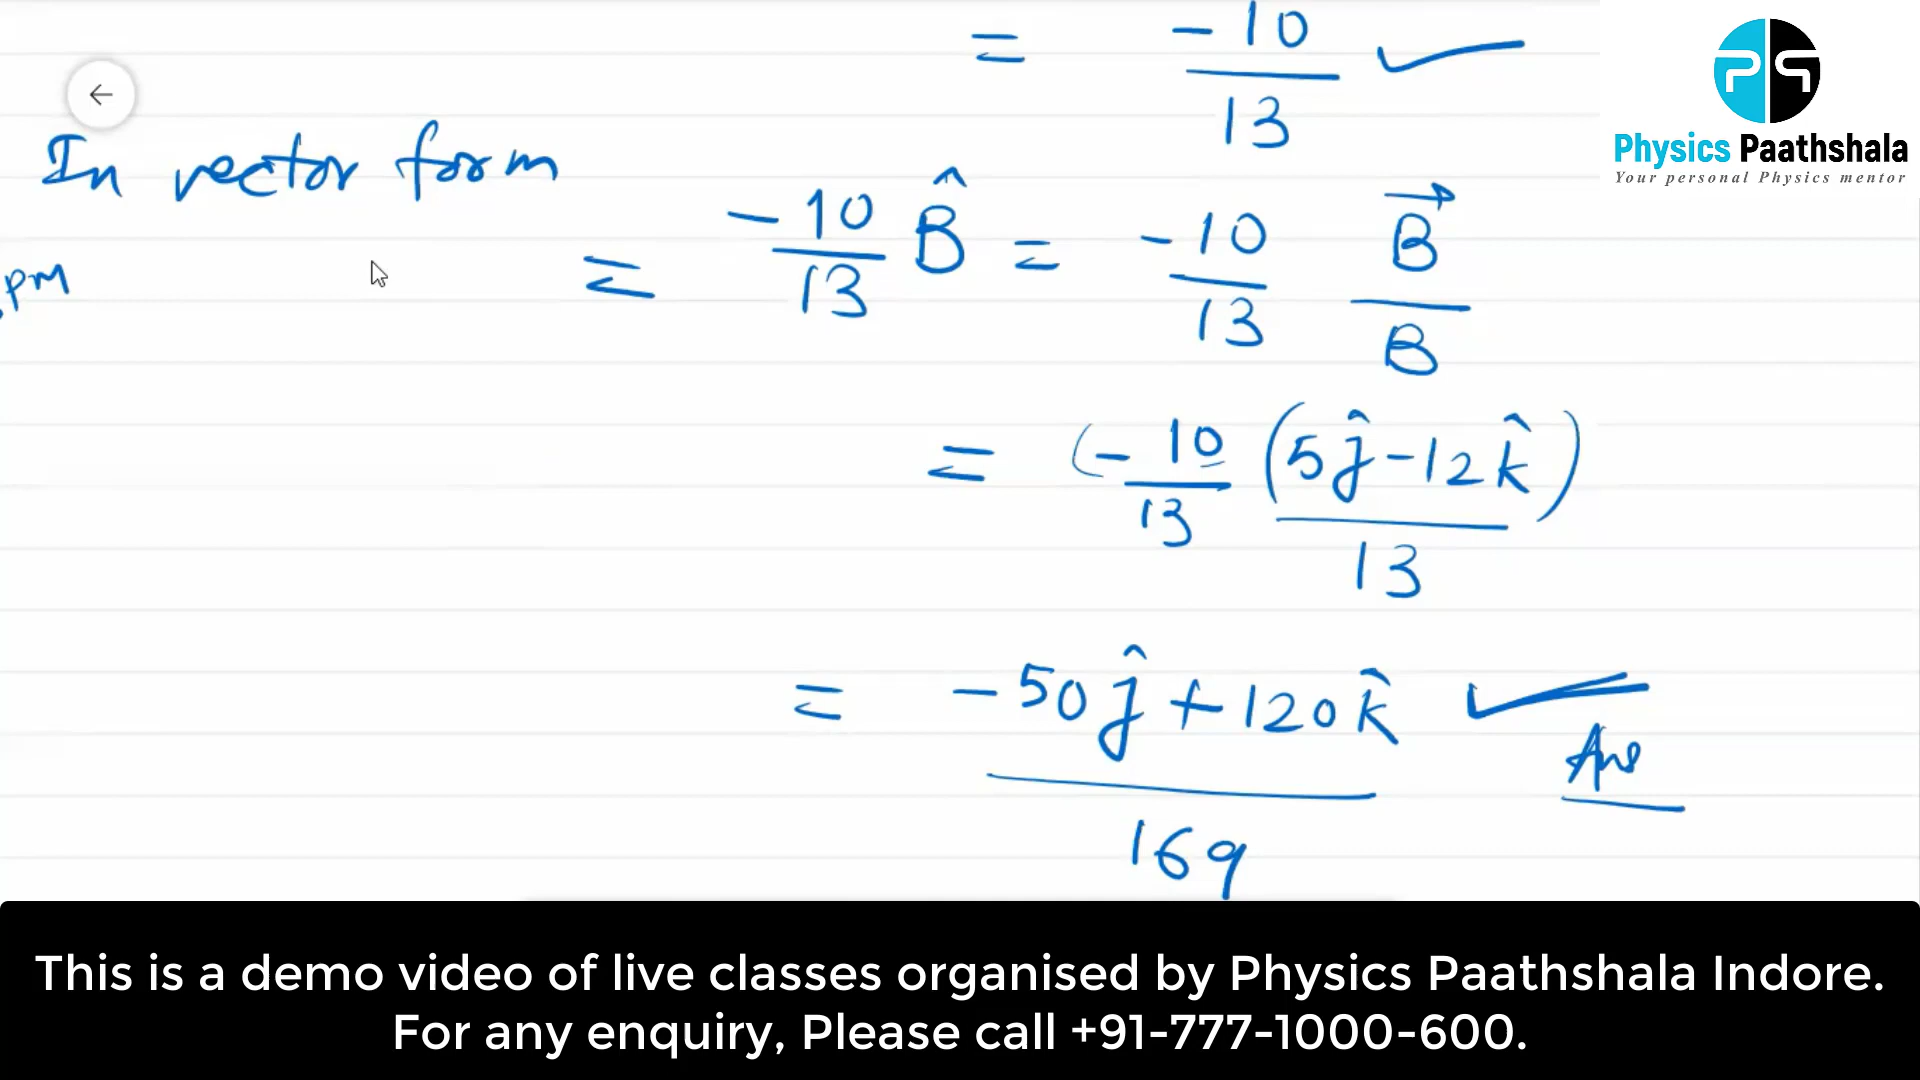 = -10/13
Physics Paathshala
Your personal Physics mentor
In vector form
= -10/13 B̂ = -10/13 B⃗/B
pm
= (-10/13 (5ĵ-12k̂)/13
= -50ĵ+120k̂/169
Ans
This is a demo video of live classes organised by Physics Paathshala Indore.
For any enquiry, Please call +91-777-1000-600.